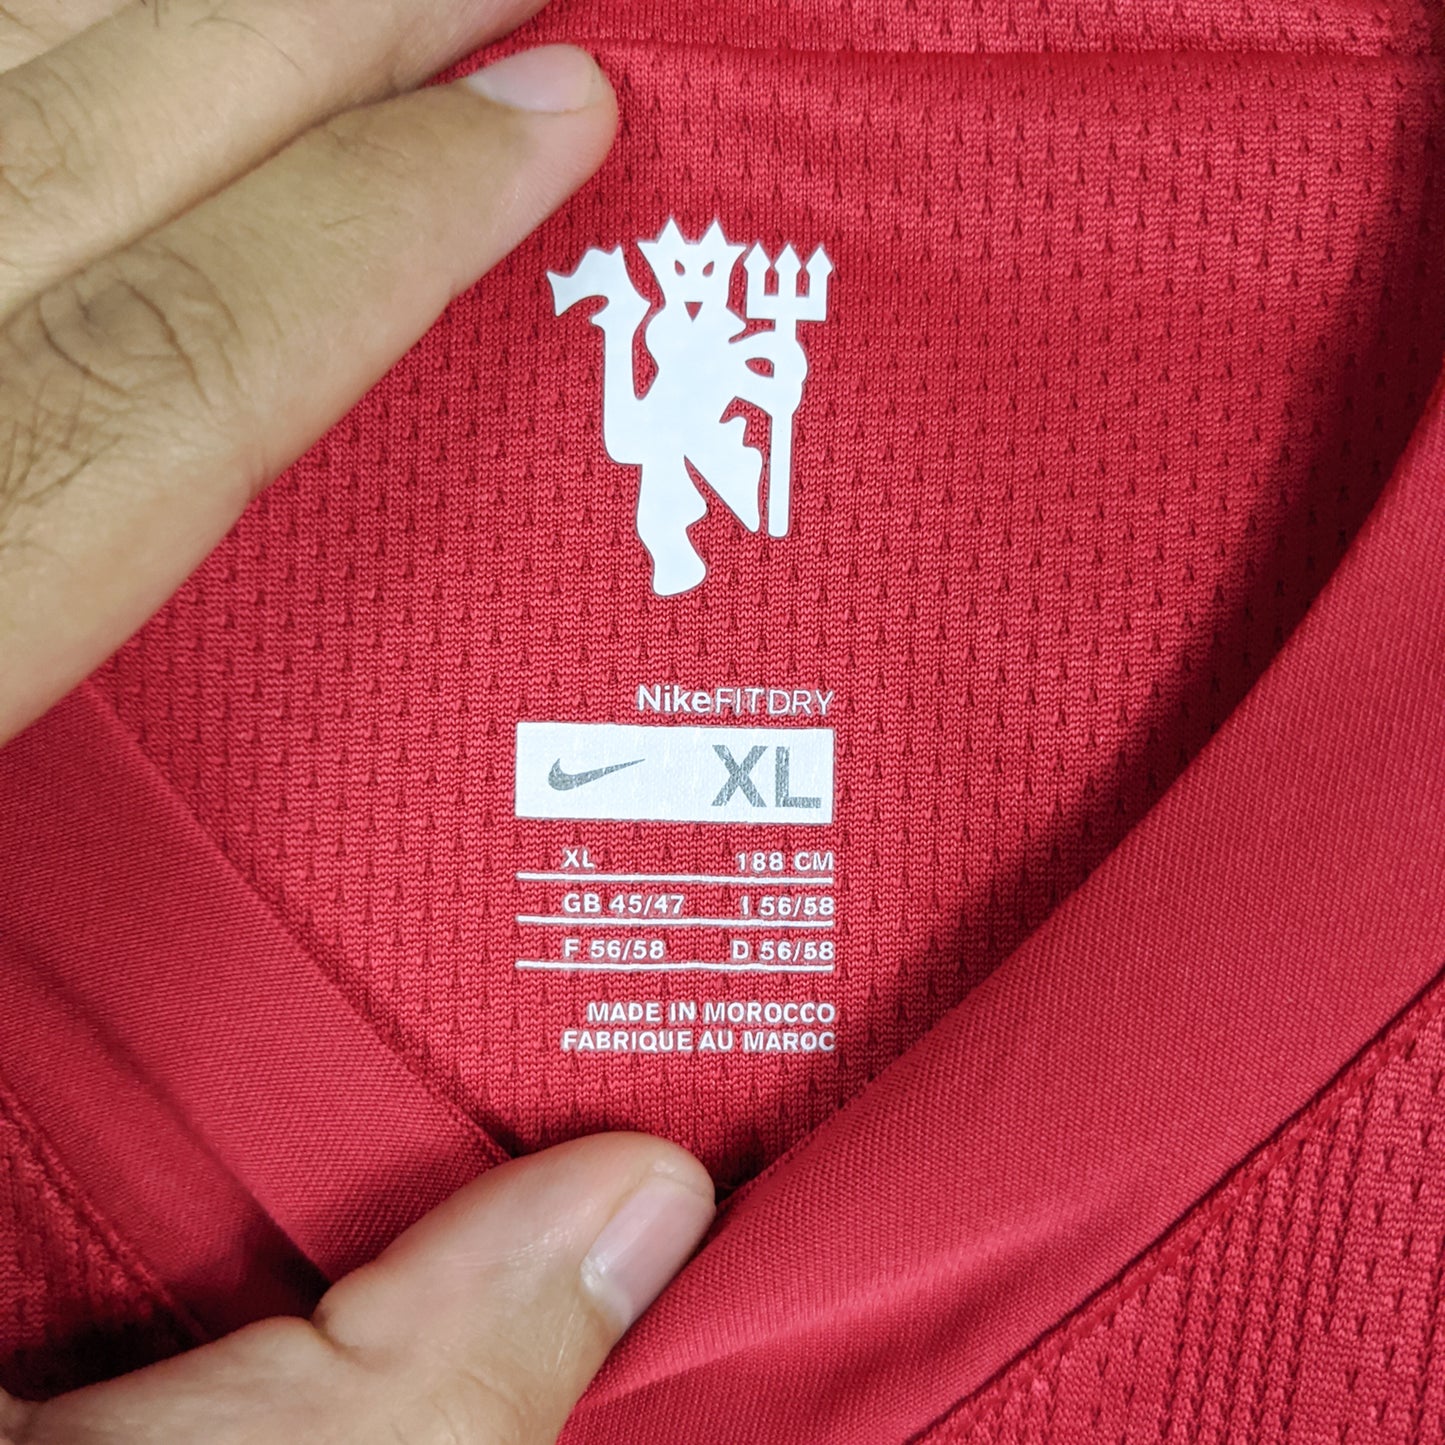 NikeFITDRY
XL
XL 188 CM
GB 45/47 I 56/58
F 56/58 D 56/58
MADE IN MOROCCO
FABRIQUE AU MAROC